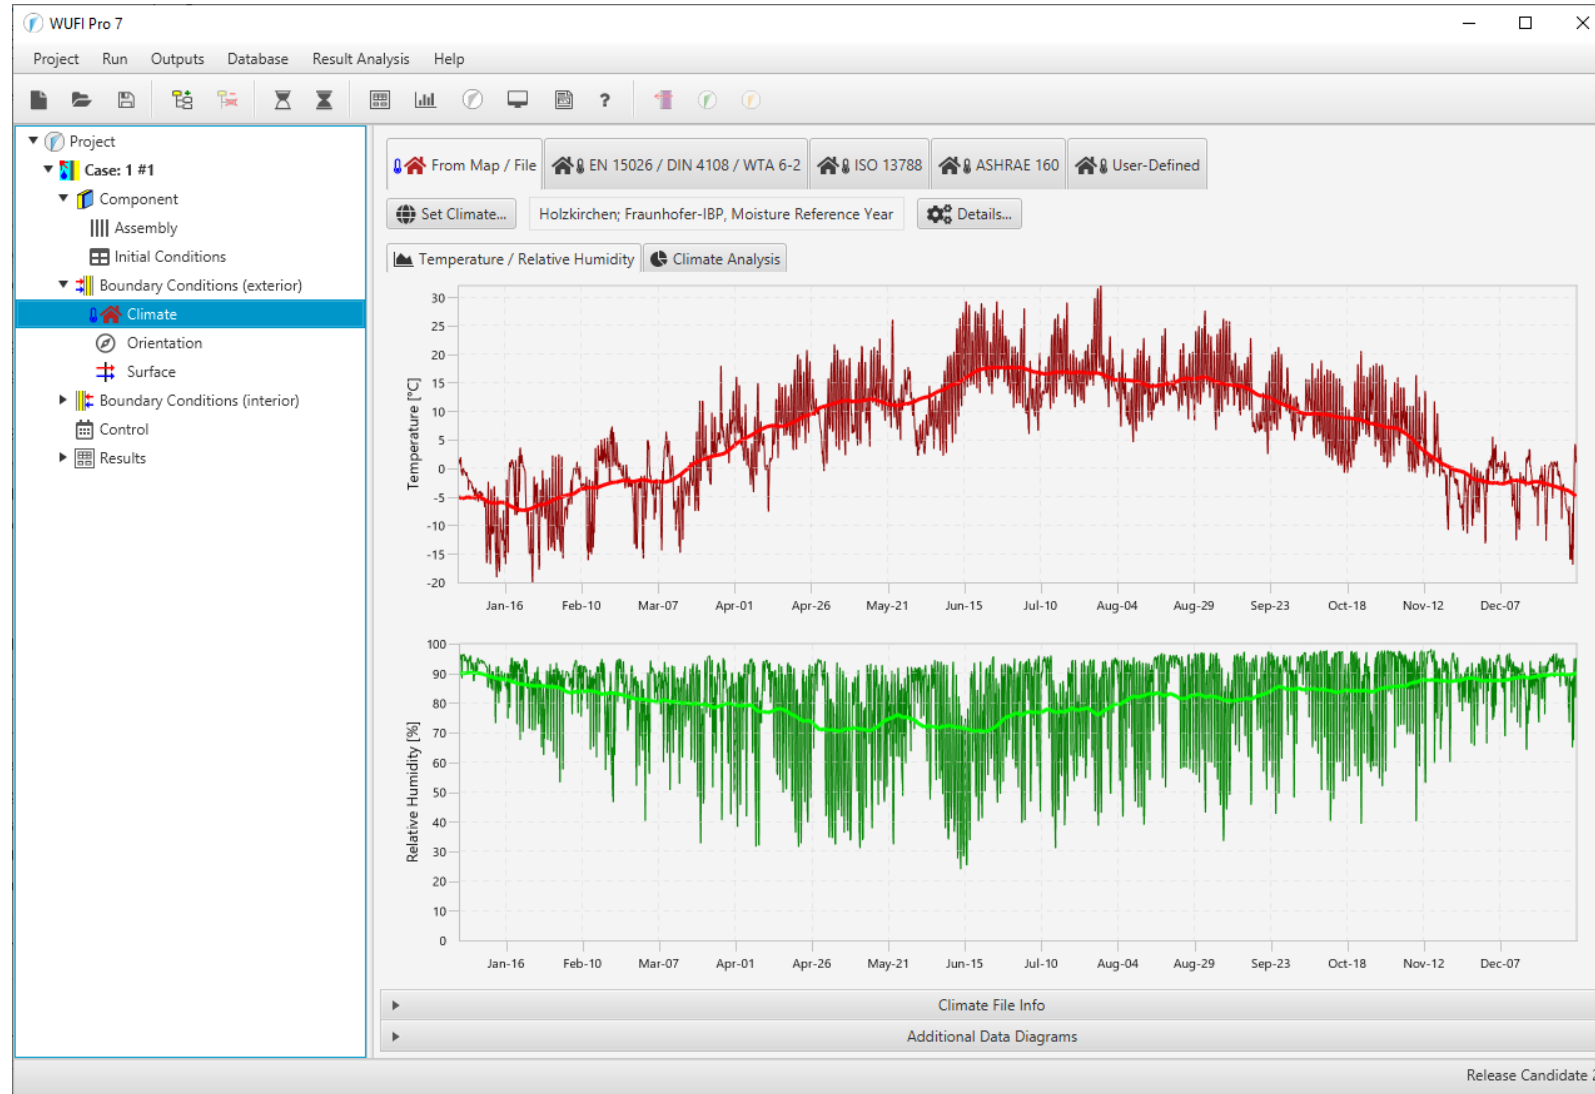 WUFI Pro 7
Project Run Outputs Database Result Analysis Help
?
Project
Case: 1 #1
Component
Assembly
Initial Conditions
Boundary Conditions (exterior)
Climate
Orientation
Surface
Boundary Conditions (interior)
Control
Results
From Map / File EN 15026 / DIN 4108 / WTA 6-2 ISO 13788 ASHRAE 160 User-Defined
Set Climate... Holzkirchen; Fraunhofer-IBP, Moisture Reference Year Details...
Temperature / Relative Humidity Climate Analysis
Temperature [°C]
30
25
20
15
10
5
0
-5
-10
-15
-20
Jan-16 Feb-10 Mar-07 Apr-01 Apr-26 May-21 Jun-15 Jul-10 Aug-04 Aug-29 Sep-23 Oct-18 Nov-12 Dec-07
Relative Humidity [%]
100
90
80
70
60
50
40
30
20
10
0
Jan-16 Feb-10 Mar-07 Apr-01 Apr-26 May-21 Jun-15 Jul-10 Aug-04 Aug-29 Sep-23 Oct-18 Nov-12 Dec-07
Climate File Info
Additional Data Diagrams
Release Candidate 2